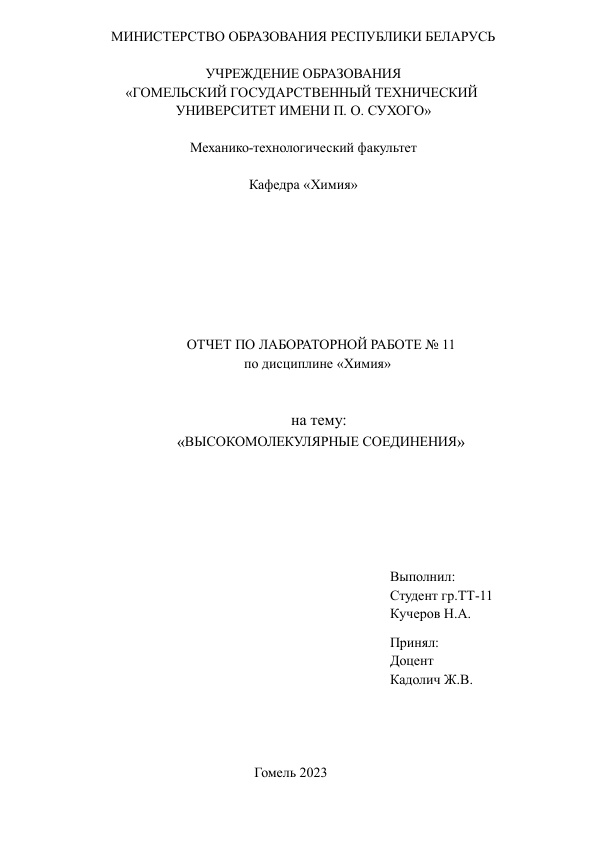 МИНИСТЕРСТВО ОБРАЗОВАНИЯ РЕСПУБЛИКИ БЕЛАРУСЬ
УЧРЕЖДЕНИЕ ОБРАЗОВАНИЯ
«ГОМЕЛЬСКИЙ ГОСУДАРСТВЕННЫЙ ТЕХНИЧЕСКИЙ
УНИВЕРСИТЕТ ИМЕНИ П. О. СУХОГО»
Механико-технологический факультет
Кафедра «Химия»
ОТЧЕТ ПО ЛАБОРАТОРНОЙ РАБОТЕ № 11
по дисциплине «Химия»
на тему:
«ВЫСОКОМОЛЕКУЛЯРНЫЕ СОЕДИНЕНИЯ»
Выполнил:
Студент гр.ТТ-11
Кучеров Н.А.
Принял:
Доцент
Кадолич Ж.В.
Гомель 2023